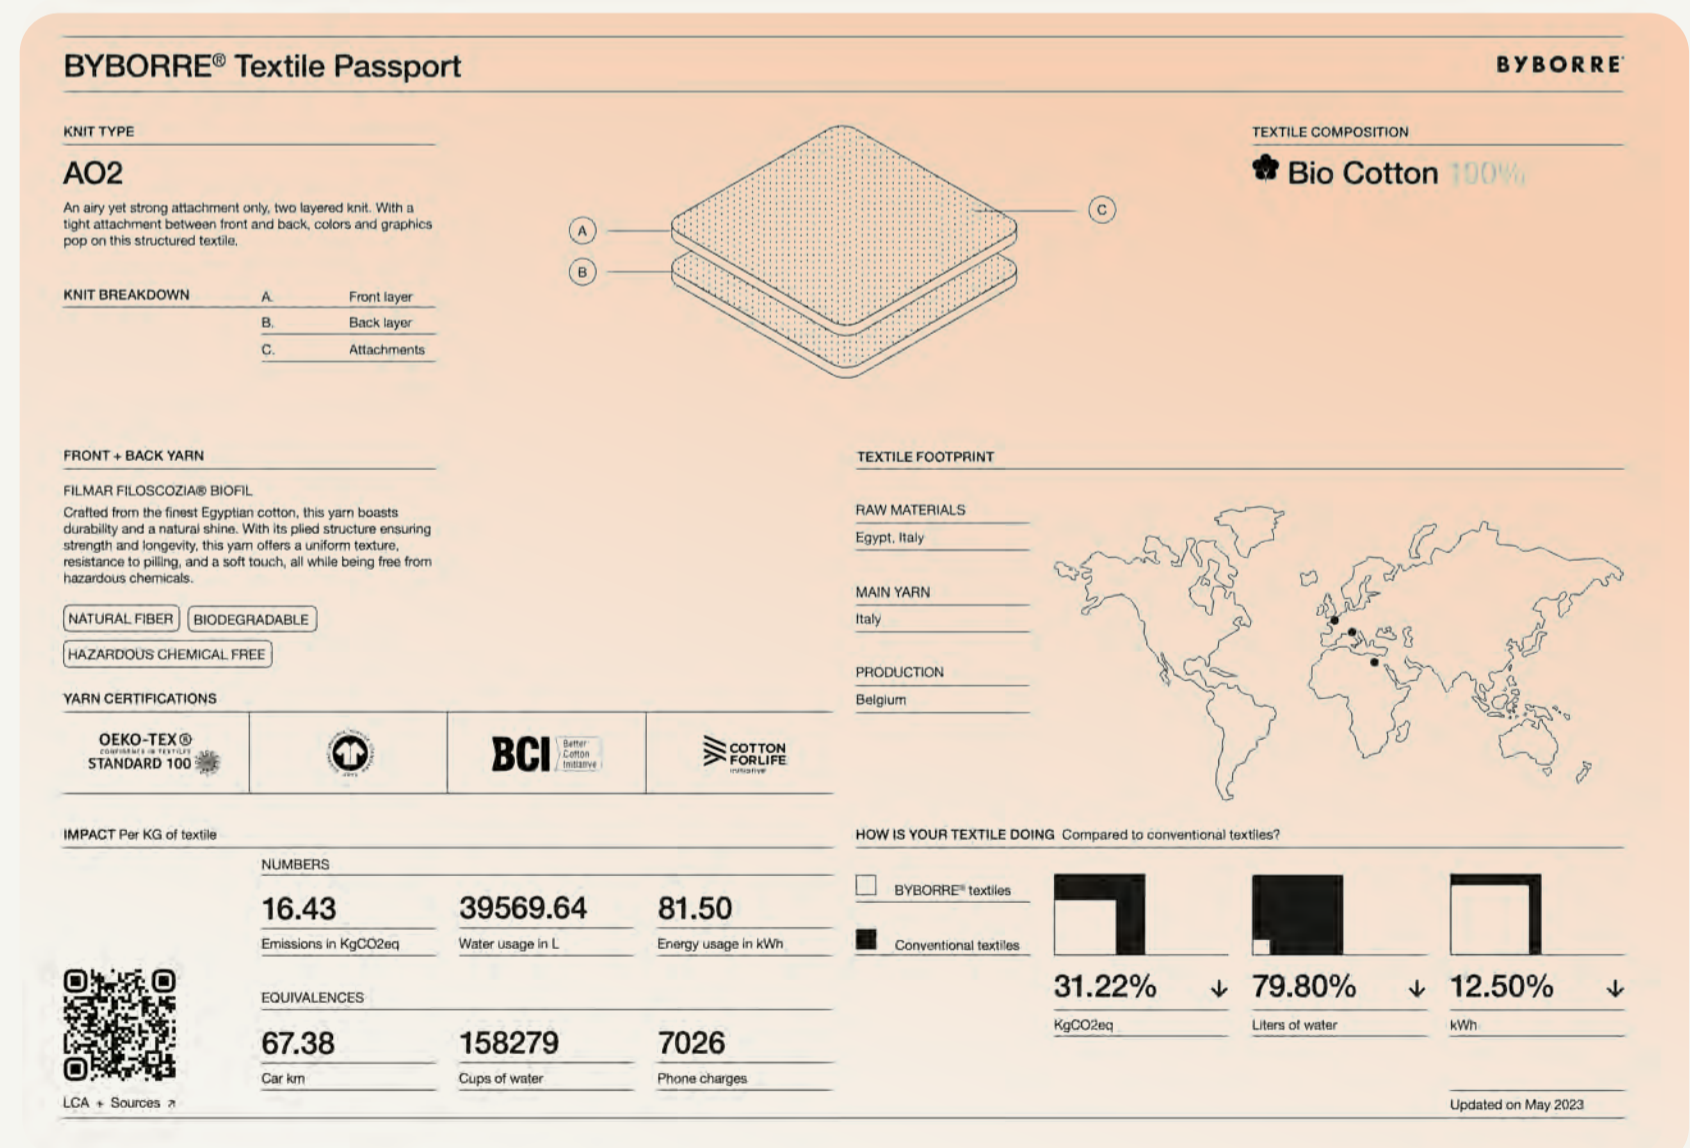 BYBORRE® Textile Passport
BYBORRE
KNIT TYPE
AO2
An airy yet strong attachment only, two layered knit. With a
tight attachment between front and back, colors and graphics
pop on this structured textile.
KNIT BREAKDOWN
A. Front layer
B. Back layer
C. Attachments
A
B
C
TEXTILE COMPOSITION
Bio Cotton 100%
FRONT + BACK YARN
FILMAR FILOSCOZIA® BIOFIL
Crafted from the finest Egyptian cotton, this yarn boasts
durability and a natural shine. With its plied structure ensuring
strength and longevity, this yarn offers a uniform texture,
resistance to pilling, and a soft touch, all while being free from
hazardous chemicals.
NATURAL FIBER
BIODEGRADABLE
HAZARDOUS CHEMICAL FREE
YARN CERTIFICATIONS
OEKO-TEX®
CONFIDENCE IN TEXTILES
STANDARD 100
BCI
Better
Cotton
Initiative
COTTON
FORLIFE
initiative
TEXTILE FOOTPRINT
RAW MATERIALS
Egypt, Italy
MAIN YARN
Italy
PRODUCTION
Belgium
IMPACT Per KG of textile
NUMBERS
16.43
Emissions in KgCO2eq
39569.64
Water usage in L
81.50
Energy usage in kWh
EQUIVALENCES
67.38
Car km
158279
Cups of water
7026
Phone charges
LCA + Sources ↗
HOW IS YOUR TEXTILE DOING Compared to conventional textiles?
BYBORRE® textiles
Conventional textiles
31.22% ↓
KgCO2eq
79.80% ↓
Liters of water
12.50% ↓
kWh
Updated on May 2023